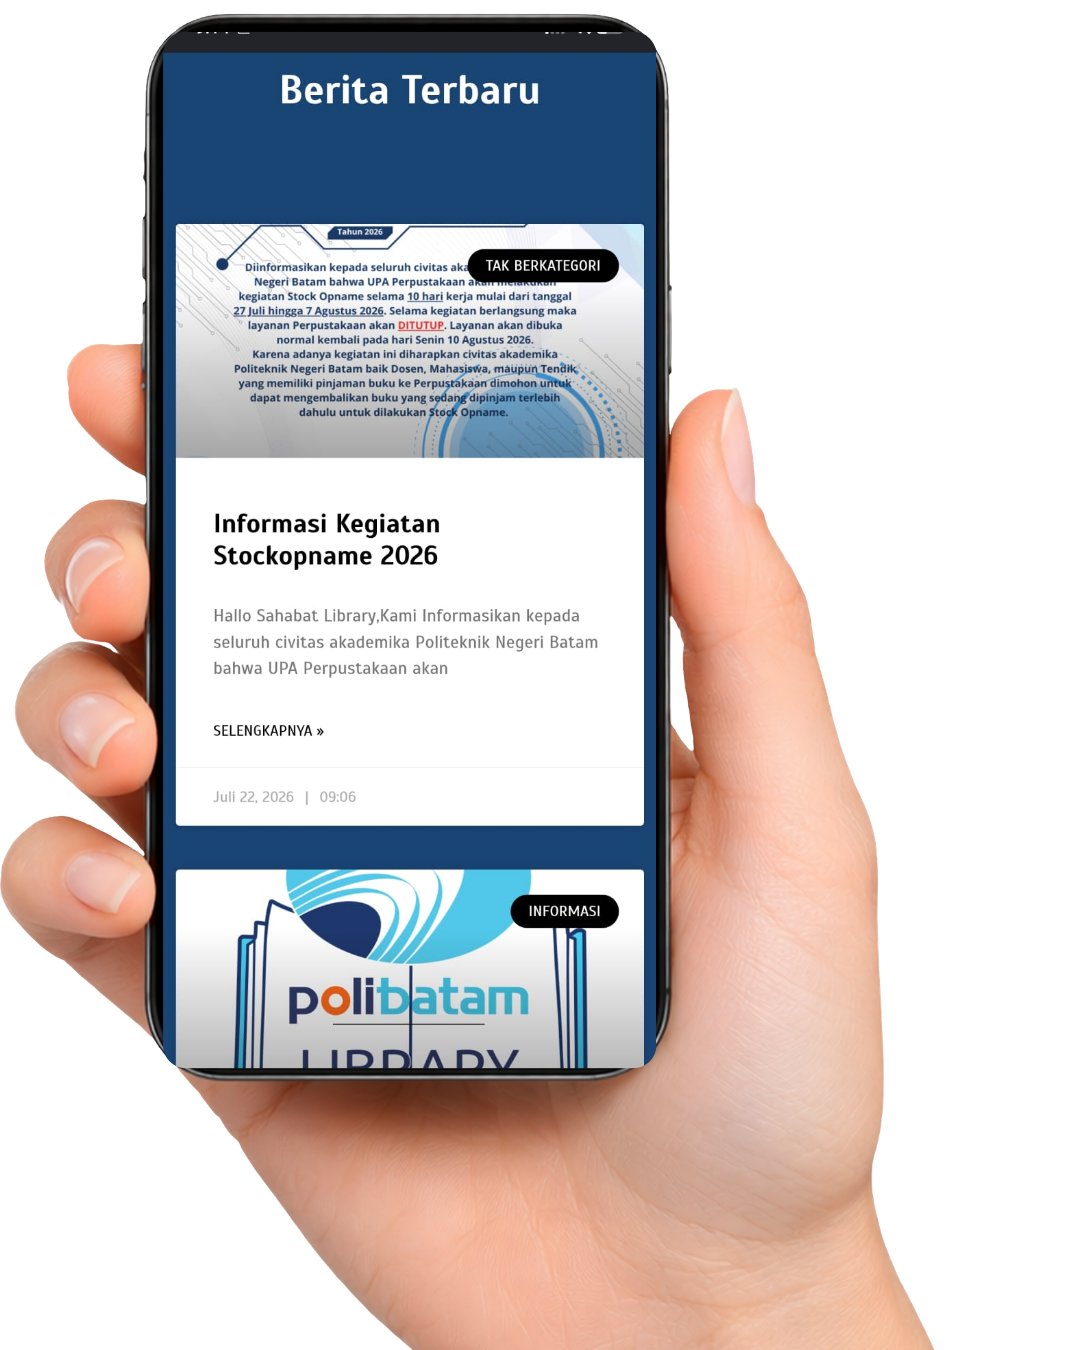 Berita Terbaru
Tahun 2026
TAK BERKATEGORI
Diinformasikan kepada seluruh civitas
Negeri Batam bahwa UPA Perpustakaan akan melakukan
kegiatan Stock Opname selama 10 hari kerja mulai dari tanggal
27 Juli hingga 7 Agustus 2026. Selama kegiatan berlangsung maka
layanan Perpustakaan akan DITUTUP. Layanan akan dibuka
normal kembali pada hari Senin 10 Agustus 2026.
Karena adanya kegiatan ini diharapkan civitas akademika
Politeknik Negeri Batam baik Dosen, Mahasiswa, maupun Tendik
yang memiliki pinjaman buku ke Perpustakaan dimohon untuk
dapat mengembalikan buku yang sedang dipinjam terlebih
dahulu untuk dilakukan Stock Opname.
Informasi Kegiatan
Stockopname 2026
Hallo Sahabat Library,Kami Informasikan kepada
seluruh civitas akademika Politeknik Negeri Batam
bahwa UPA Perpustakaan akan
SELENGKAPNYA »
Juli 22, 2026 | 09:06
INFORMASI
polibatam
LIBRARY